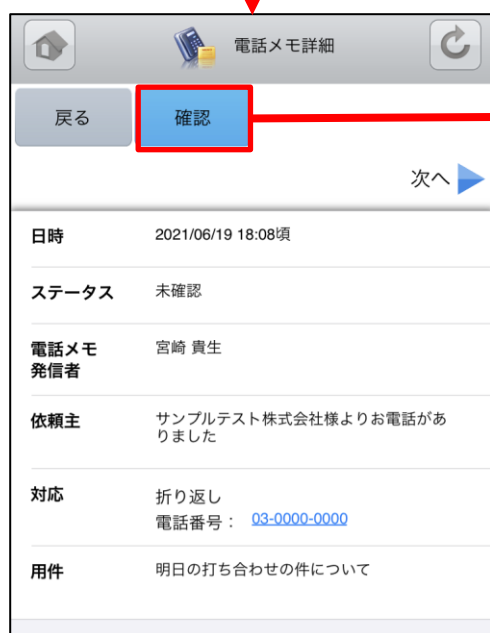 電話メモ詳細
戻る
確認
次へ
日時 2021/06/19 18:08頃
ステータス 未確認
電話メモ 宮崎 貴生
発信者
依頼主 サンプルテスト株式会社様よりお電話があ
りました
対応 折り返し
電話番号： 03-0000-0000
用件 明日の打ち合わせの件について